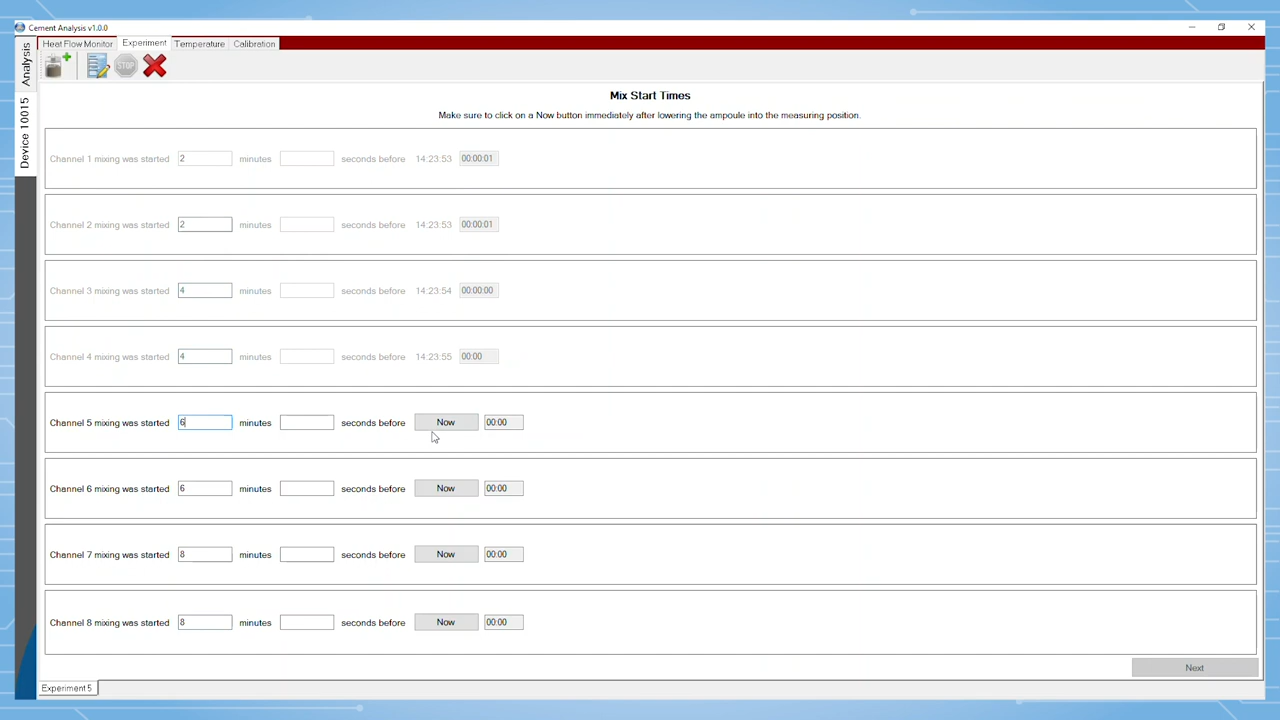 Cement Analysis v1.0.0
Analysis
Device 10015
Heat Flow Monitor Experiment Temperature Calibration
STOP
Mix Start Times
Make sure to click on a Now button immediately after lowering the ampoule into the measuring position.
Channel 1 mixing was started 2 minutes seconds before 14:23:53 00:00:01
Channel 2 mixing was started 2 minutes seconds before 14:23:53 00:00:01
Channel 3 mixing was started 4 minutes seconds before 14:23:54 00:00:00
Channel 4 mixing was started 4 minutes seconds before 14:23:55 00:00
Channel 5 mixing was started 6 minutes seconds before Now 00:00
Channel 6 mixing was started 6 minutes seconds before Now 00:00
Channel 7 mixing was started 8 minutes seconds before Now 00:00
Channel 8 mixing was started 8 minutes seconds before Now 00:00
Next
Experiment 5